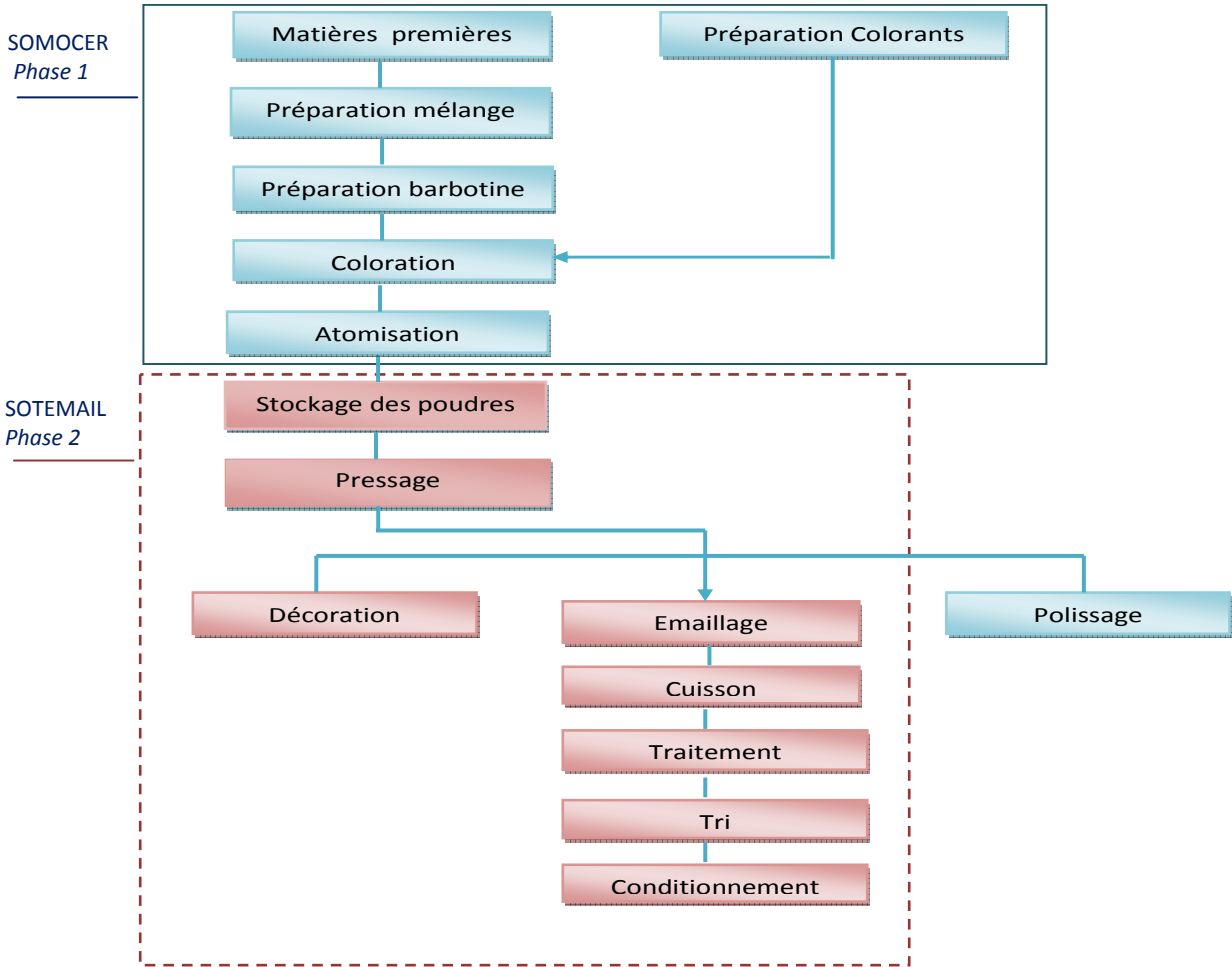 SOMOCER
Phase 1
Matières premières
Préparation Colorants
Préparation mélange
Préparation barbotine
Coloration
Atomisation
SOTEMAIL
Phase 2
Stockage des poudres
Pressage
Décoration
Emaillage
Polissage
Cuisson
Traitement
Tri
Conditionnement